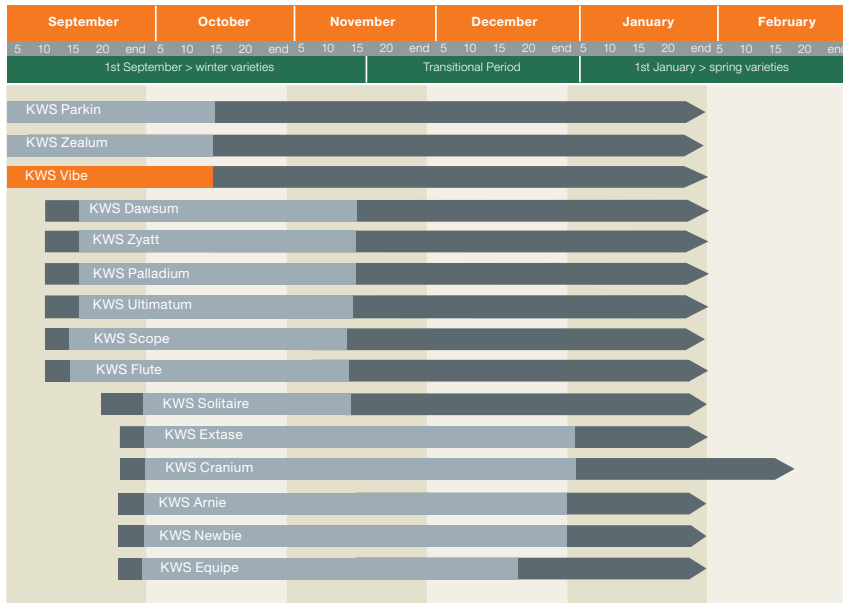 September October November December January February
5 10 15 20 end 5 10 15 20 end 5 10 15 20 end 5 10 15 20 end 5 10 15 20 end 5 10 15 20 end
1st September > winter varieties Transitional Period 1st January > spring varieties
KWS Parkin
KWS Zealum
KWS Vibe
KWS Dawsum
KWS Zyatt
KWS Palladium
KWS Ultimatum
KWS Scope
KWS Flute
KWS Solitaire
KWS Extase
KWS Cranium
KWS Arnie
KWS Newbie
KWS Equipe